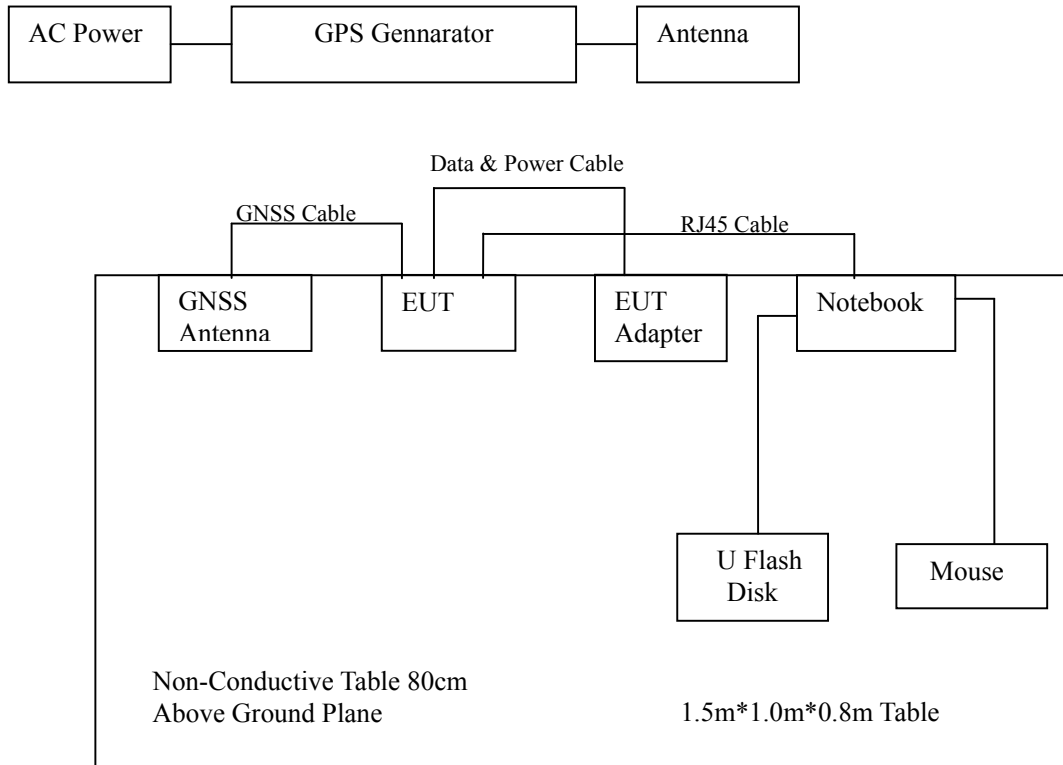 AC Power
GPS Gennarator
Antenna
Data & Power Cable
GNSS Cable
RJ45 Cable
GNSS
Antenna
EUT
EUT
Adapter
Notebook
U Flash
Disk
Mouse
Non-Conductive Table 80cm
Above Ground Plane
1.5m*1.0m*0.8m Table